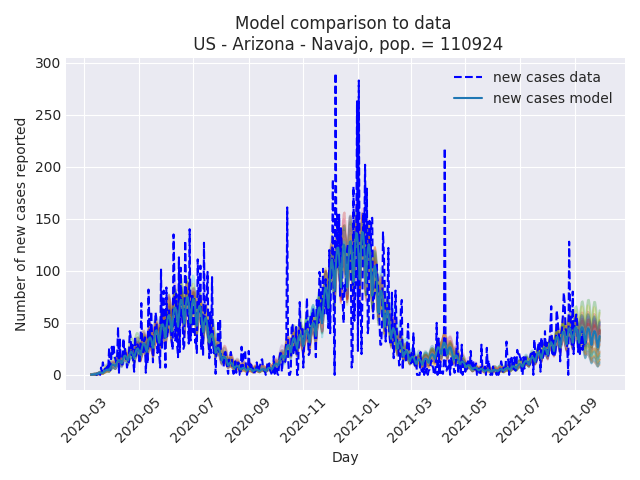 Model comparison to data
US - Arizona - Navajo, pop. = 110924
Number of new cases reported
300
250
200
150
100
50
0
new cases data
new cases model
2020-03
2020-05
2020-07
2020-09
2020-11
2021-01
2021-03
2021-05
2021-07
2021-09
Day